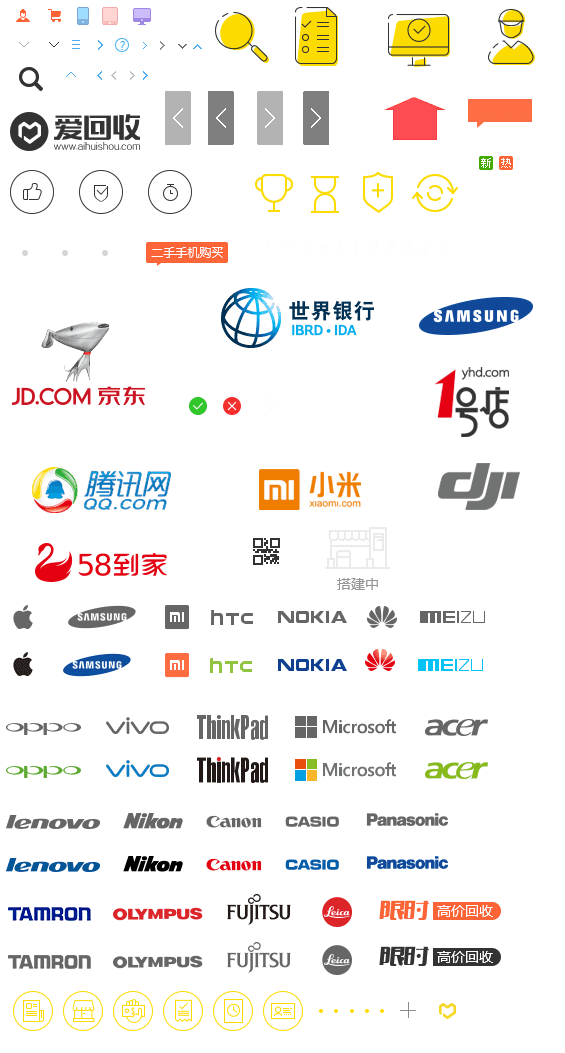 爱回收
www.aihuishou.com
新 热
二手手机购买
世界银行
IBRD • IDA
SAMSUNG
JD.COM 京东
yhd.com
1号店
腾讯网
QQ.com
mi 小米
xiaomi.com
dji
58到家
搭建中
SAMSUNG mi hTC NOKIA MEIZU
SAMSUNG mi hTC NOKIA MEIZU
oppo vivo ThinkPad Microsoft acer
oppo vivo ThinkPad Microsoft acer
lenovo Nikon Canon CASIO Panasonic
lenovo Nikon Canon CASIO Panasonic
TAMRON OLYMPUS FUJITSU Leica 限时 高价回收
TAMRON OLYMPUS FUJITSU Leica 限时 高价回收